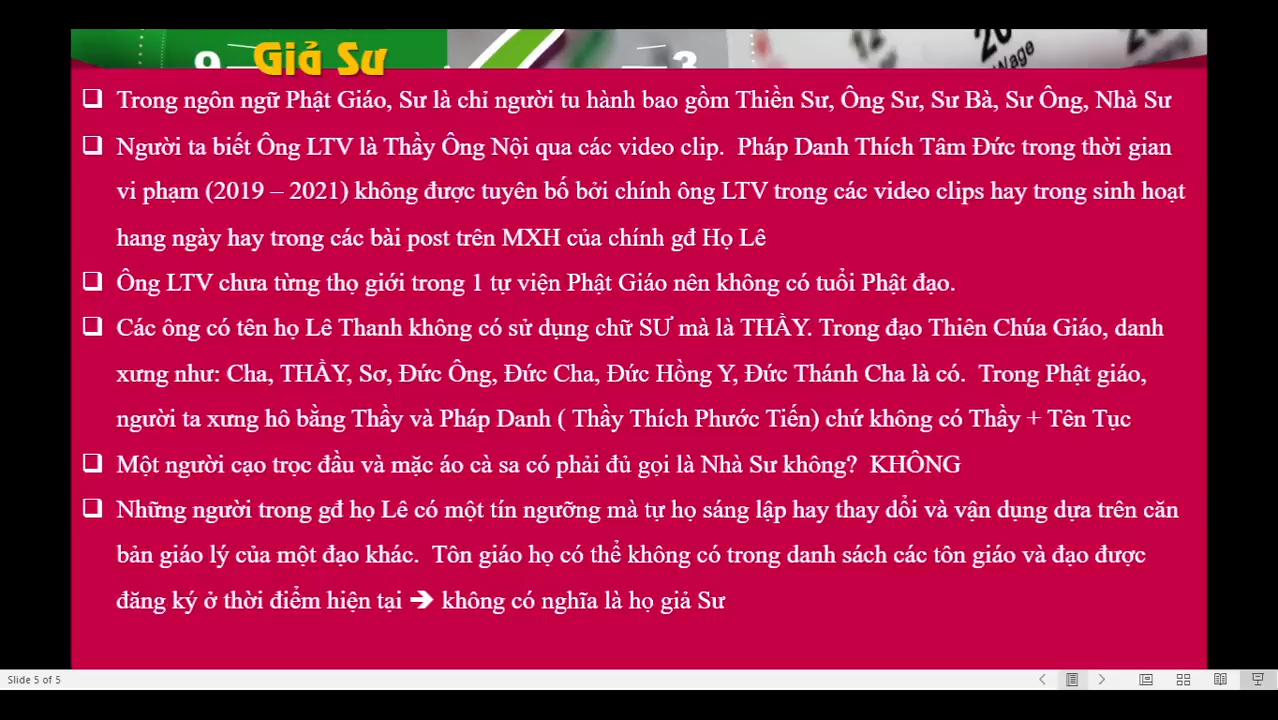 9
3
12
20
Wage
26
Giả Sư
Trong ngôn ngữ Phật Giáo, Sư là chỉ người tu hành bao gồm Thiền Sư, Ông Sư, Sư Bà, Sư Ông, Nhà Sư
Người ta biết Ông LTV là Thầy Ông Nội qua các video clip. Pháp Danh Thích Tâm Đức trong thời gian
vi phạm (2019 – 2021) không được tuyên bố bởi chính ông LTV trong các video clips hay trong sinh hoạt
hang ngày hay trong các bài post trên MXH của chính gđ Họ Lê
Ông LTV chưa từng thọ giới trong 1 tự viện Phật Giáo nên không có tuổi Phật đạo.
Các ông có tên họ Lê Thanh không có sử dụng chữ SƯ mà là THẦY. Trong đạo Thiên Chúa Giáo, danh
xưng như: Cha, THẦY, Sơ, Đức Ông, Đức Cha, Đức Hồng Y, Đức Thánh Cha là có. Trong Phật giáo,
người ta xưng hô bằng Thầy và Pháp Danh ( Thầy Thích Phước Tiến) chứ không có Thầy + Tên Tục
Một người cạo trọc đầu và mặc áo cà sa có phải đủ gọi là Nhà Sư không? KHÔNG
Những người trong gđ họ Lê có một tín ngưỡng mà tự họ sáng lập hay thay dổi và vận dụng dựa trên căn
bản giáo lý của một đạo khác. Tôn giáo họ có thể không có trong danh sách các tôn giáo và đạo được
đăng ký ở thời điểm hiện tại ➔ không có nghĩa là họ giả Sư
Slide 5 of 5